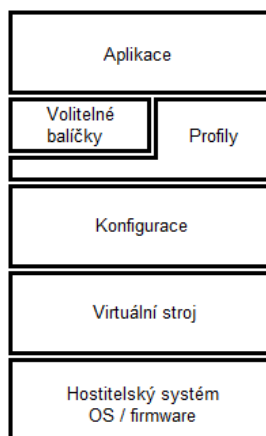 Aplikace
Volitelné
balíčky
Profily
Konfigurace
Virtuální stroj
Hostitelský systém
OS / firmware